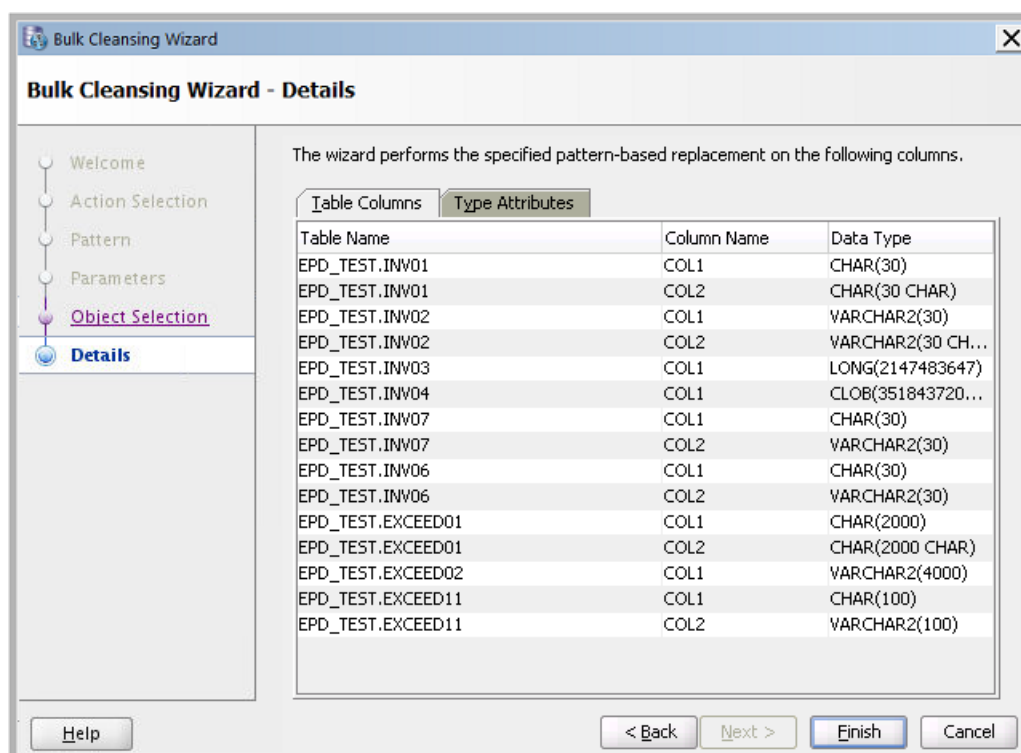 Bulk Cleansing Wizard
Bulk Cleansing Wizard - Details
Welcome
Action Selection
Pattern
Parameters
Object Selection
Details
The wizard performs the specified pattern-based replacement on the following columns.
Table Columns Type Attributes
Table Name Column Name Data Type
EPD_TEST.INV01 COL1 CHAR(30)
EPD_TEST.INV01 COL2 CHAR(30 CHAR)
EPD_TEST.INV02 COL1 VARCHAR2(30)
EPD_TEST.INV02 COL2 VARCHAR2(30 CH...
EPD_TEST.INV03 COL1 LONG(2147483647)
EPD_TEST.INV04 COL1 CLOB(351843720...
EPD_TEST.INV07 COL1 CHAR(30)
EPD_TEST.INV07 COL2 VARCHAR2(30)
EPD_TEST.INV06 COL1 CHAR(30)
EPD_TEST.INV06 COL2 VARCHAR2(30)
EPD_TEST.EXCEED01 COL1 CHAR(2000)
EPD_TEST.EXCEED01 COL2 CHAR(2000 CHAR)
EPD_TEST.EXCEED02 COL1 VARCHAR2(4000)
EPD_TEST.EXCEED11 COL1 CHAR(100)
EPD_TEST.EXCEED11 COL2 VARCHAR2(100)
Help < Back Next > Finish Cancel